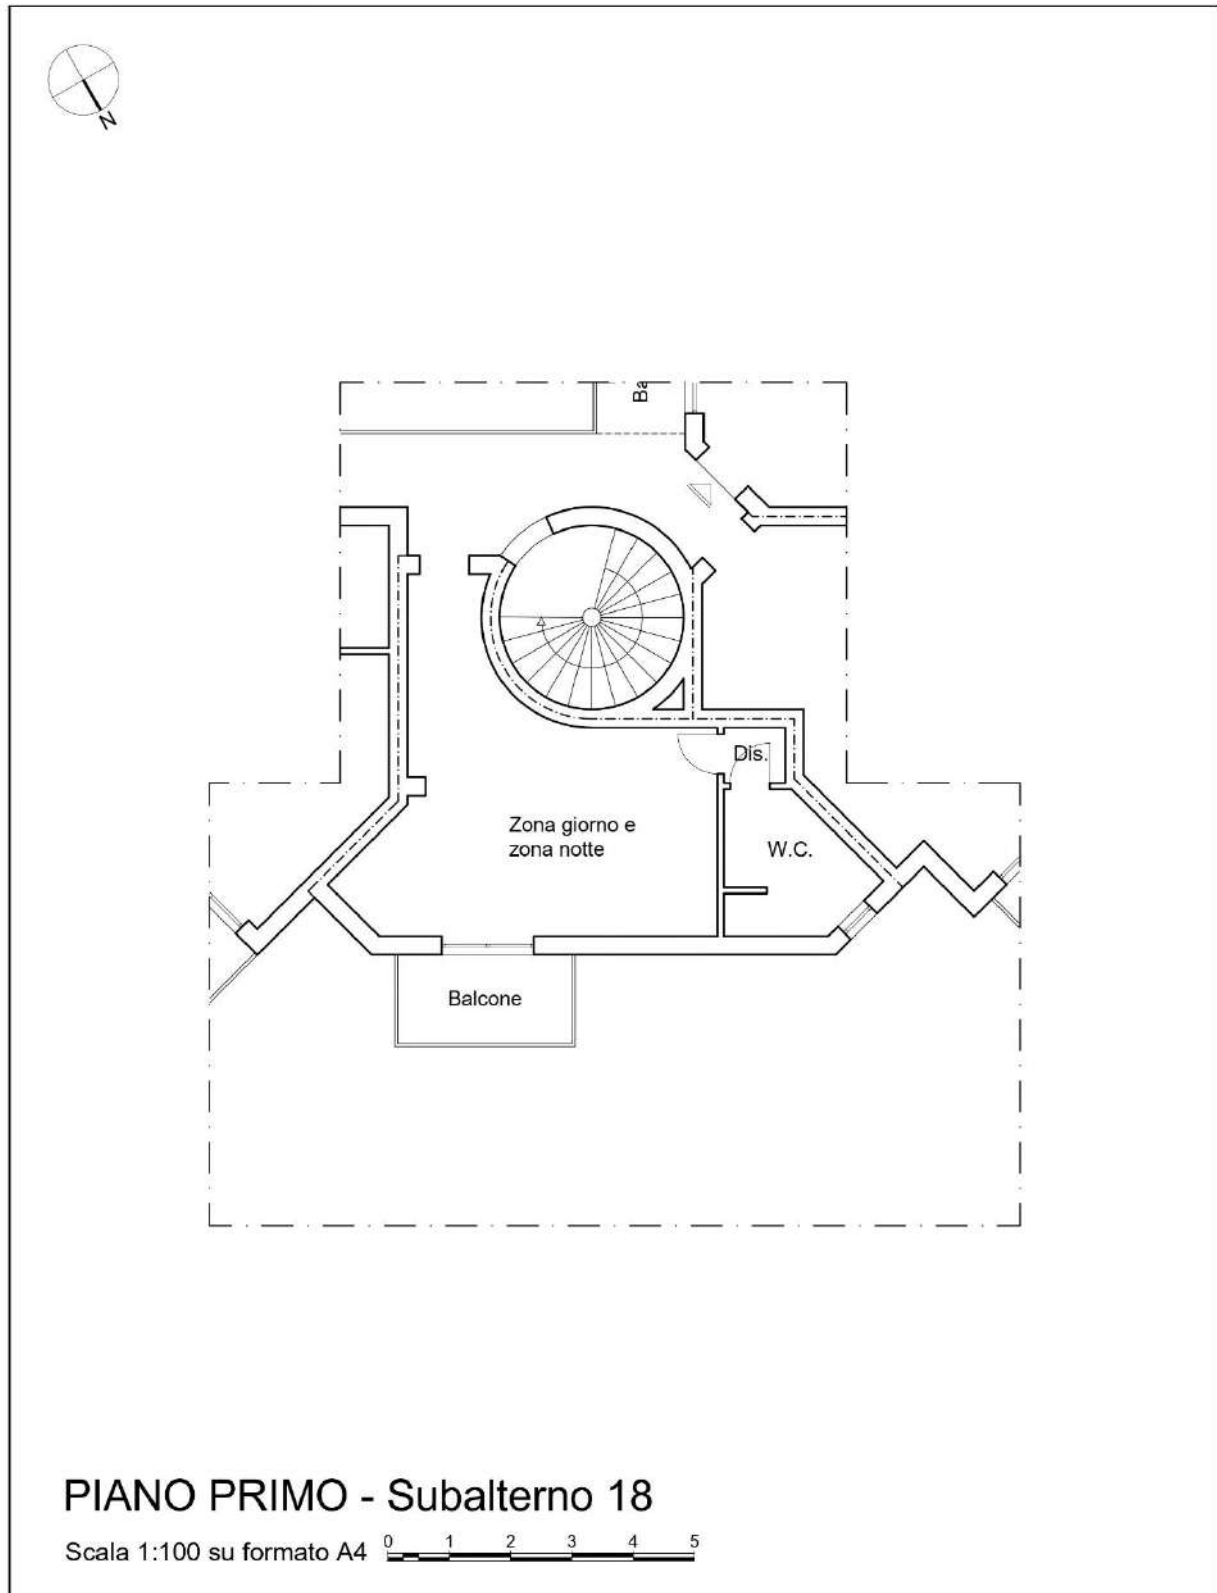 N
Ba
Dis.
Zona giorno e
zona notte
W.C.
Balcone
PIANO PRIMO - Subalterno 18
Scala 1:100 su formato A4 0 1 2 3 4 5